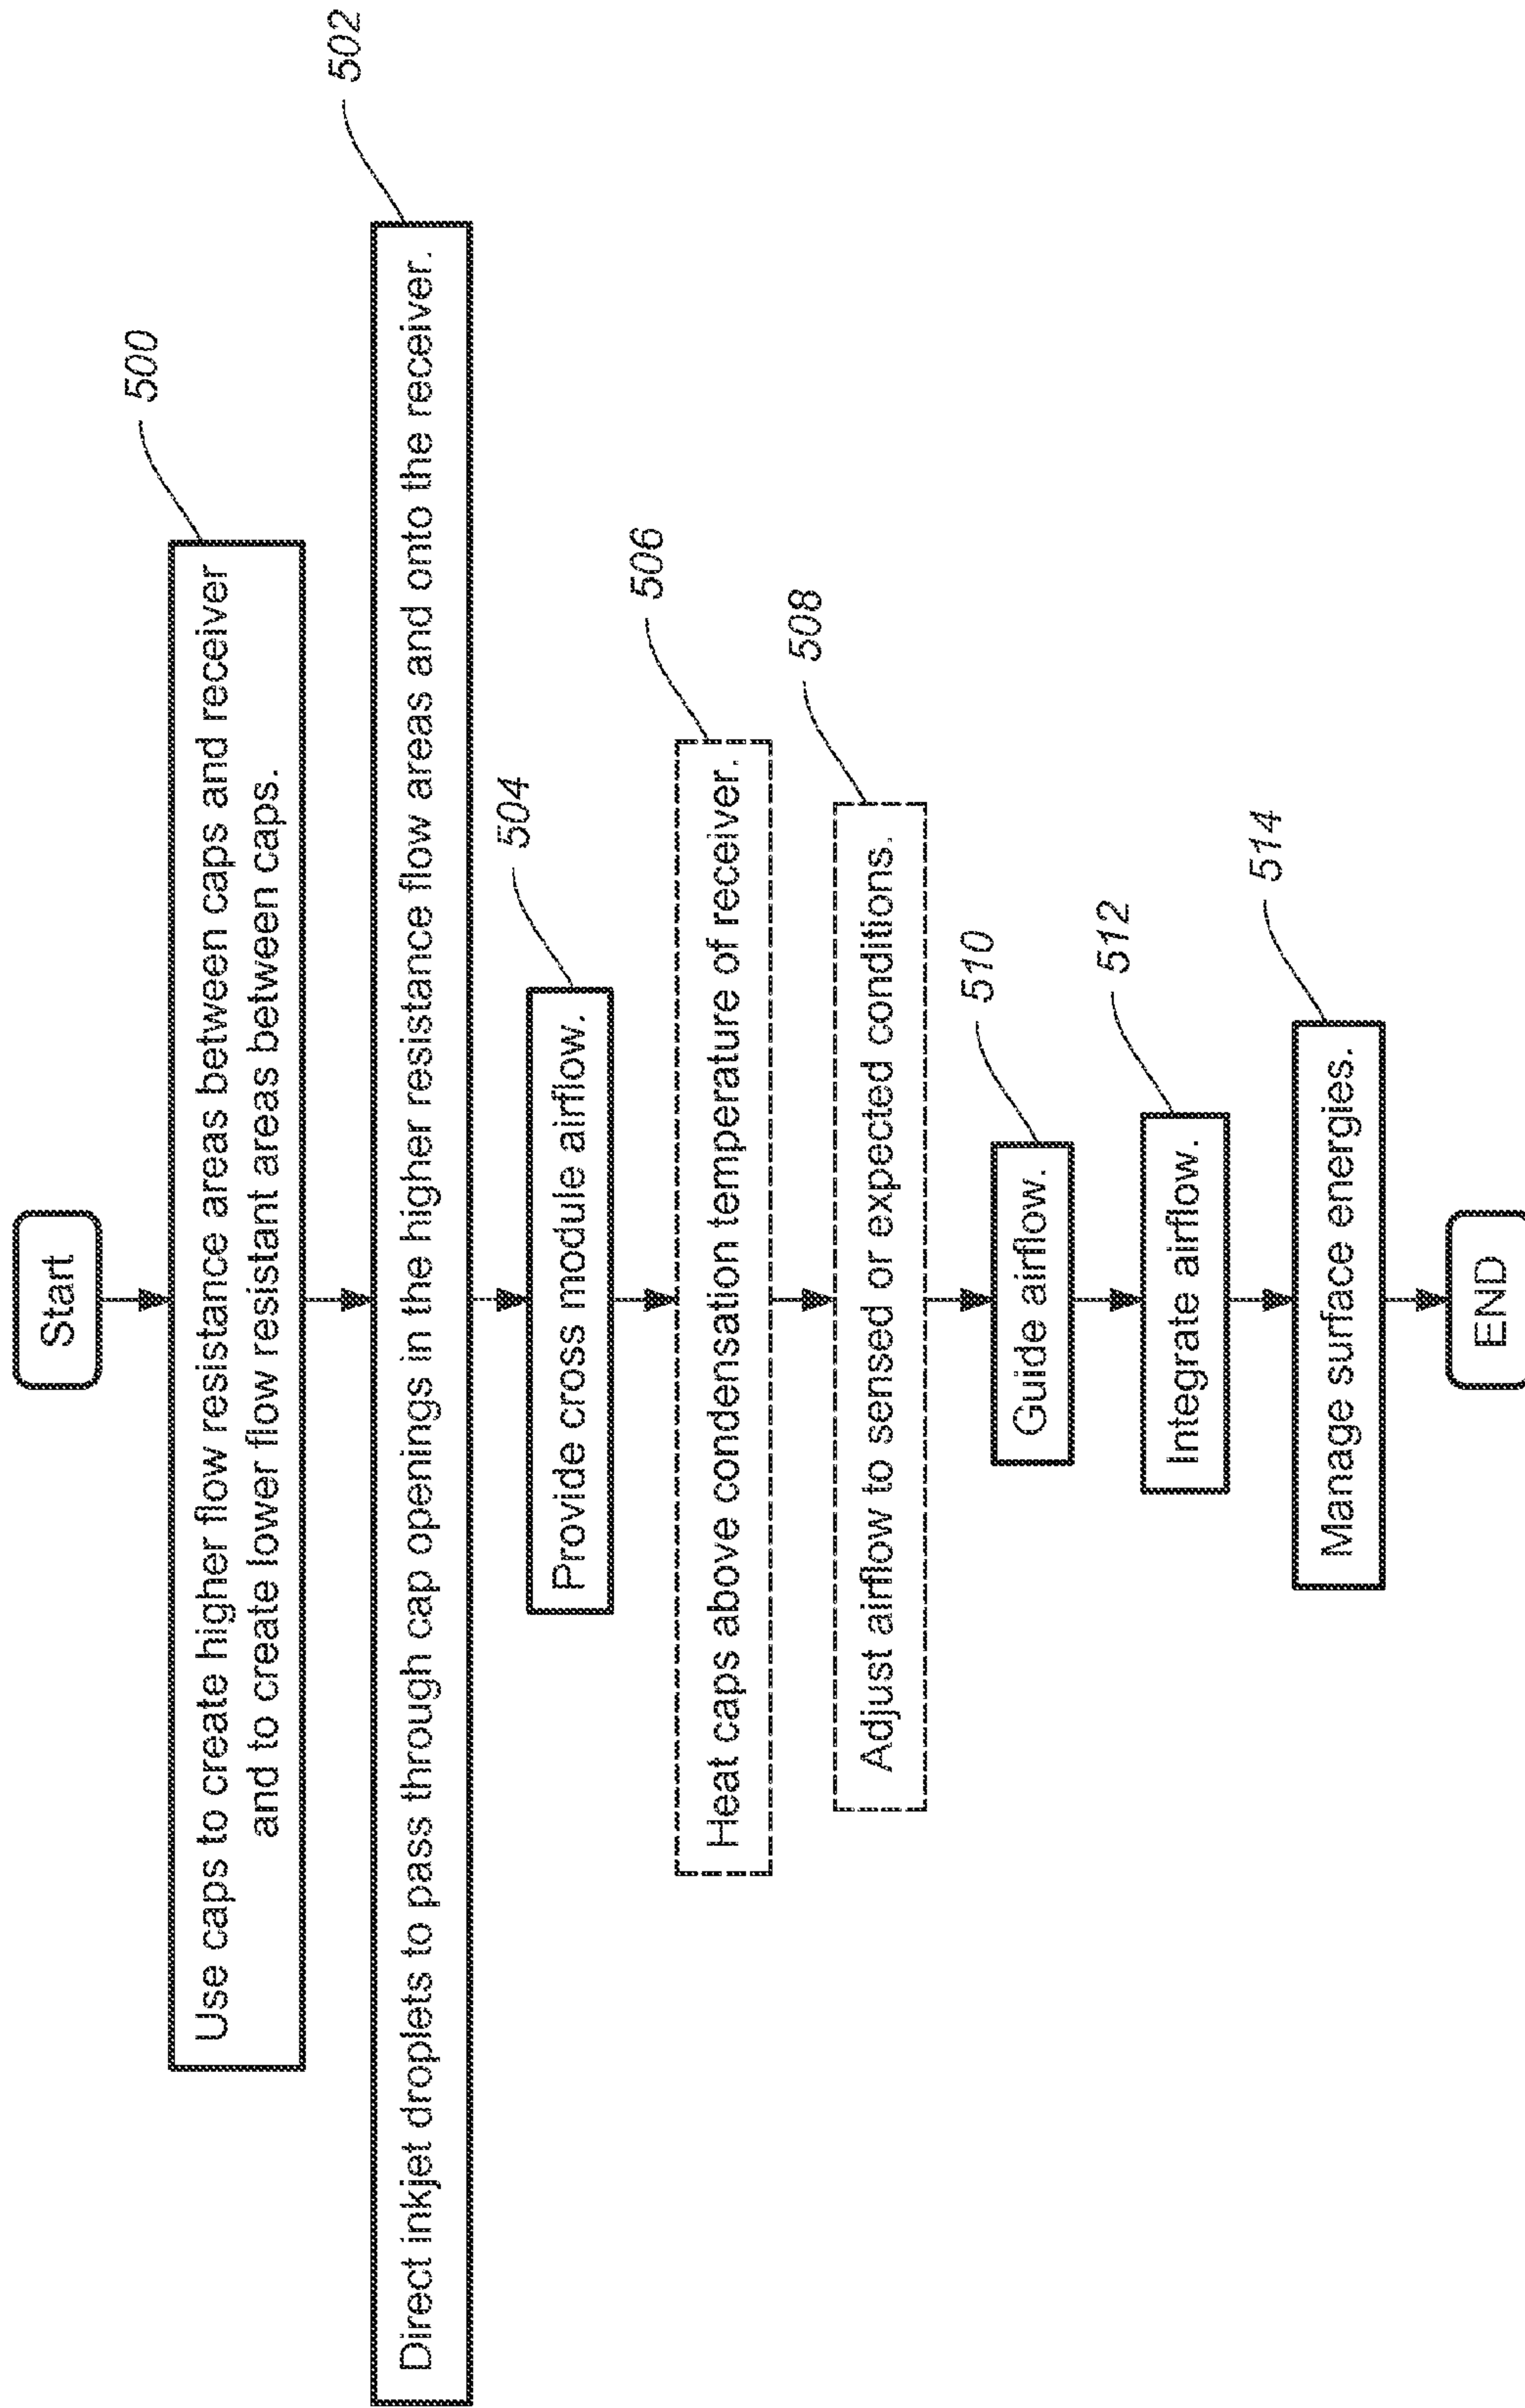 Start
Use caps to create higher flow resistance areas between caps and receiver
and to create lower flow resistant areas between caps.
500
Direct inkjet droplets to pass through cap openings in the higher resistance flow areas and onto the receiver.
502
Provide cross module airflow.
504
Heat caps above condensation temperature of receiver.
506
Adjust airflow to sensed or expected conditions.
508
Guide airflow.
510
Integrate airflow.
512
Manage surface energies.
514
END